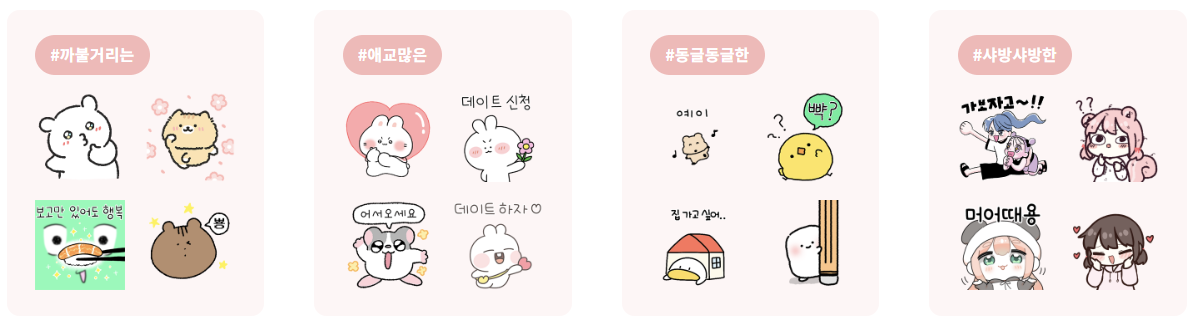 #까불거리는
보고만 있어도 행복
뿅
#애교많은
데이트 신청
어서오세요
데이트하자♡
#동글동글한
예이
?
~
빡?
집 가고 싶어..
#샤방샤방한
가보자고~!!
??
머어때용